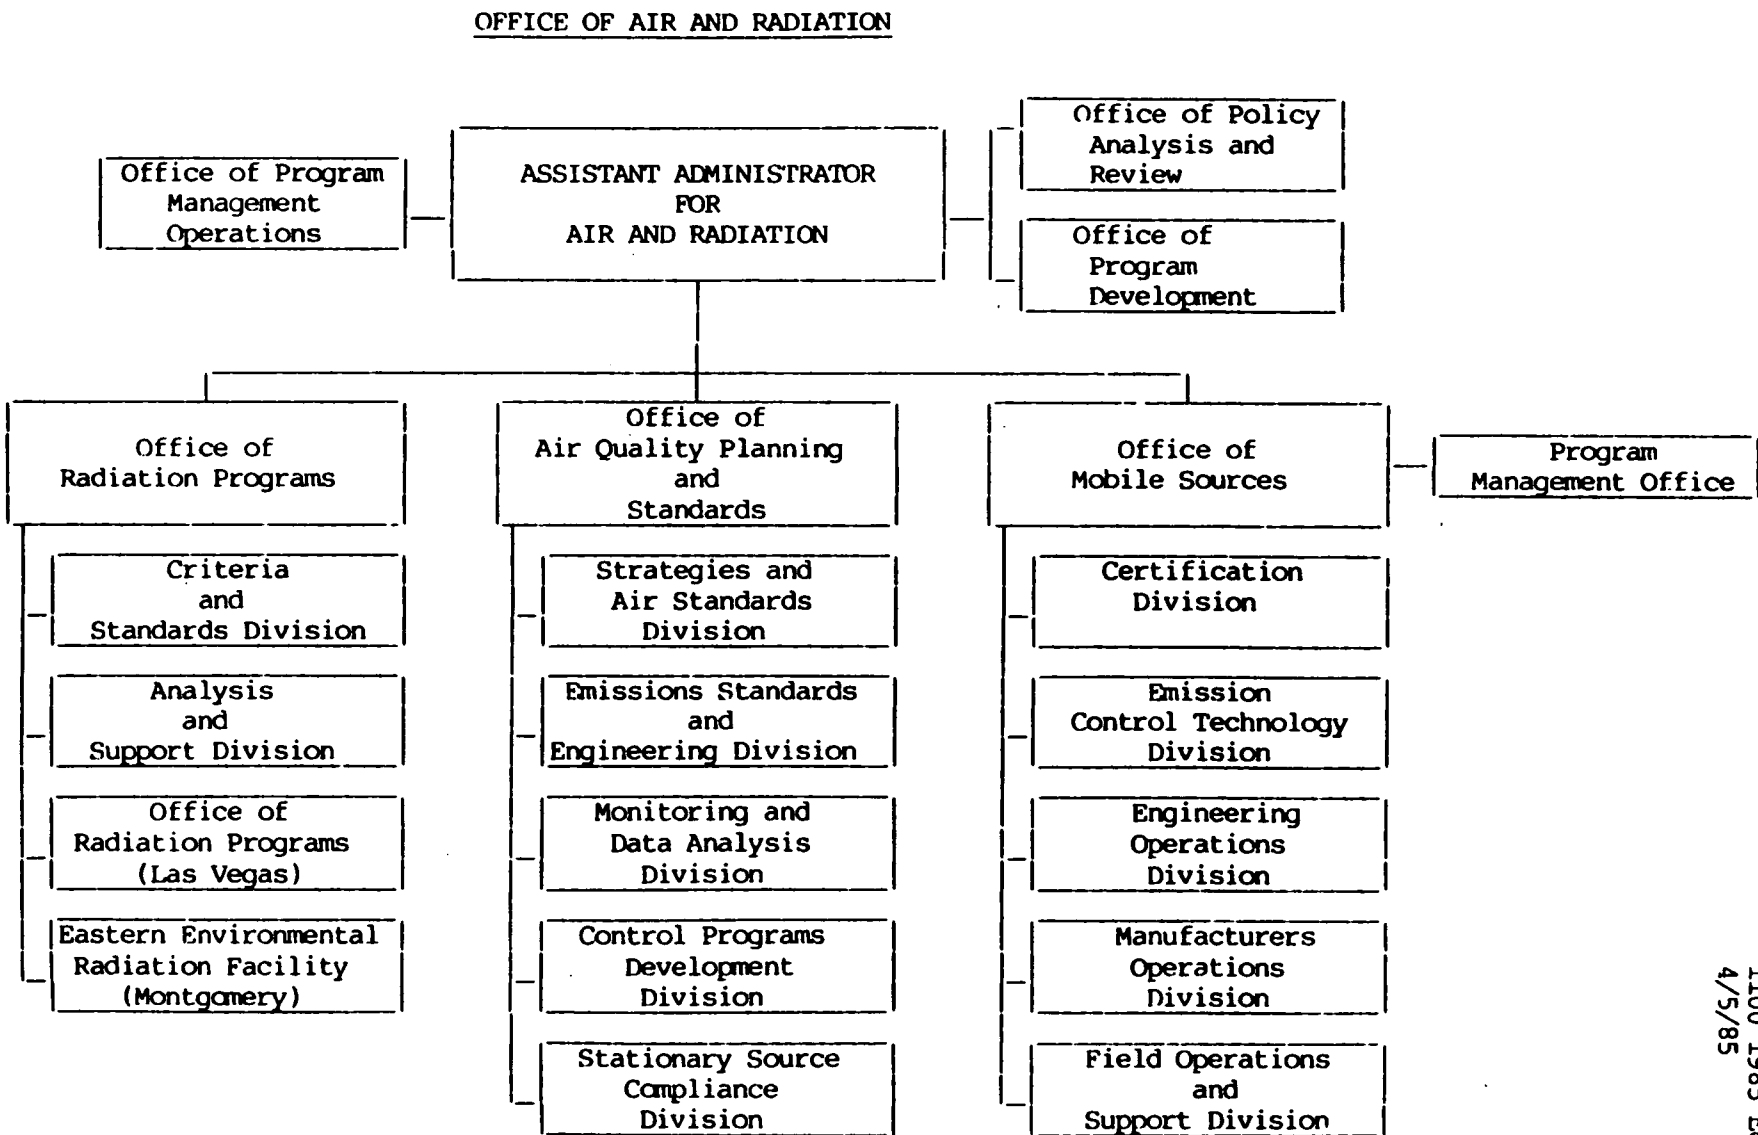 OFFICE OF AIR AND RADIATION
Office of Program
Management
Operations
ASSISTANT ADMINISTRATOR
FOR
AIR AND RADIATION
Office of Policy
Analysis and
Review
Office of
Program
Development
Office of
Radiation Programs
Criteria
and
Standards Division
Analysis
and
Support Division
Office of
Radiation Programs
(Las Vegas)
Eastern Environmental
Radiation Facility
(Montgomery)
Office of
Air Quality Planning
and
Standards
Strategies and
Air Standards
Division
Emissions Standards
and
Engineering Division
Monitoring and
Data Analysis
Division
Control Programs
Development
Division
Stationary Source
Compliance
Division
Office of
Mobile Sources
Program
Management Office
Certification
Division
Emission
Control Technology
Division
Engineering
Operations
Division
Manufacturers
Operations
Division
Field Operations
and
Support Division
1100 1985 
4/5/85